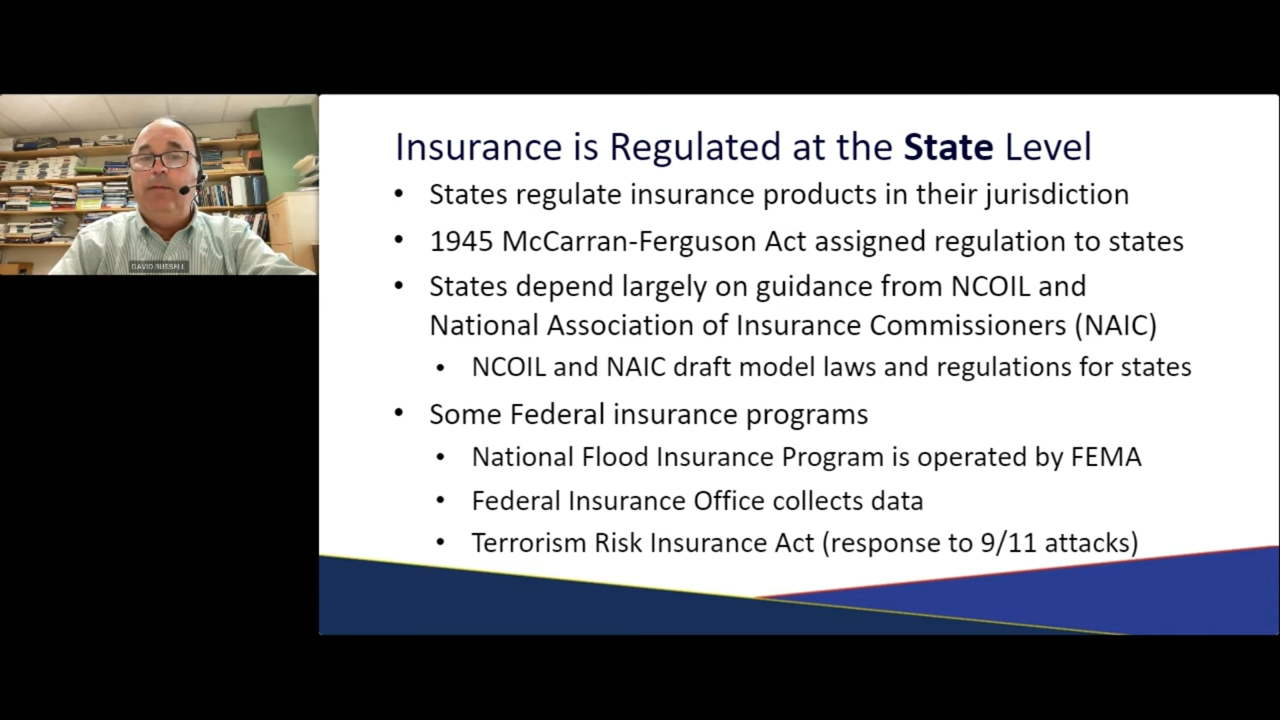 DAVID RUSSELL
Insurance is Regulated at the State Level
• States regulate insurance products in their jurisdiction
• 1945 McCarran-Ferguson Act assigned regulation to states
• States depend largely on guidance from NCOIL and
National Association of Insurance Commissioners (NAIC)
• NCOIL and NAIC draft model laws and regulations for states
• Some Federal insurance programs
• National Flood Insurance Program is operated by FEMA
• Federal Insurance Office collects data
• Terrorism Risk Insurance Act (response to 9/11 attacks)